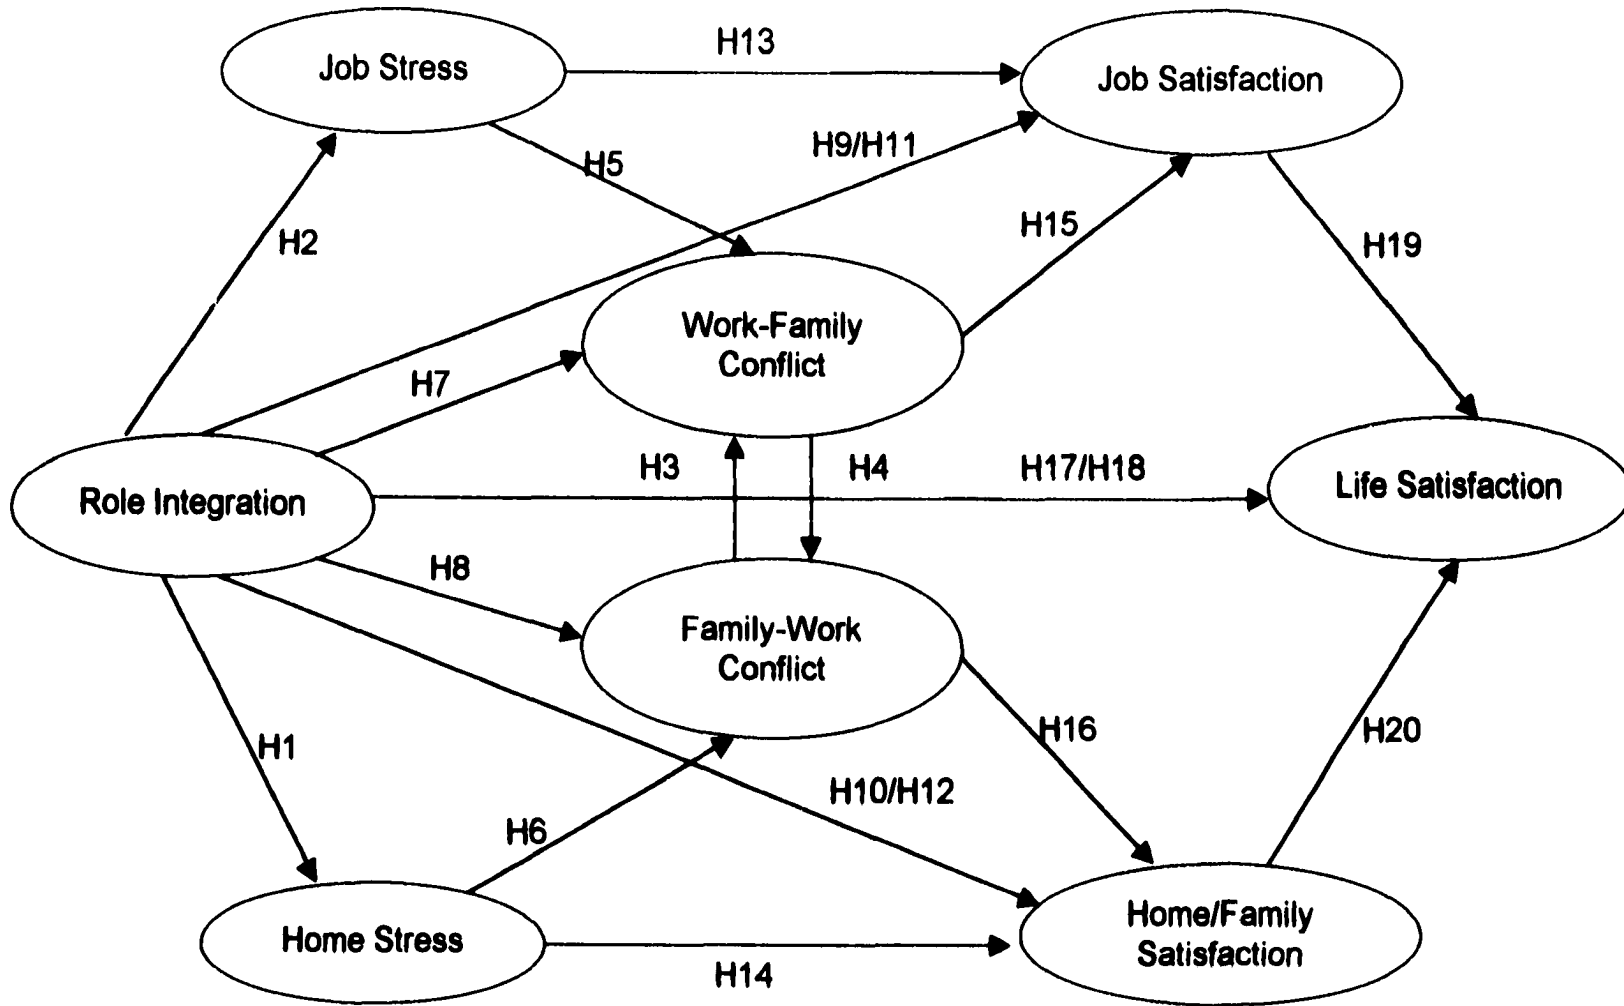 H13
Job Stress
Job Satisfaction
H9/H11
H5
H2
H15
H19
Work-Family
Conflict
H7
H3
H4
H17/H18
Role Integration
Life Satisfaction
H8
Family-Work
Conflict
H1
H16
H20
H10/H12
H6
Home Stress
Home/Family
Satisfaction
H14